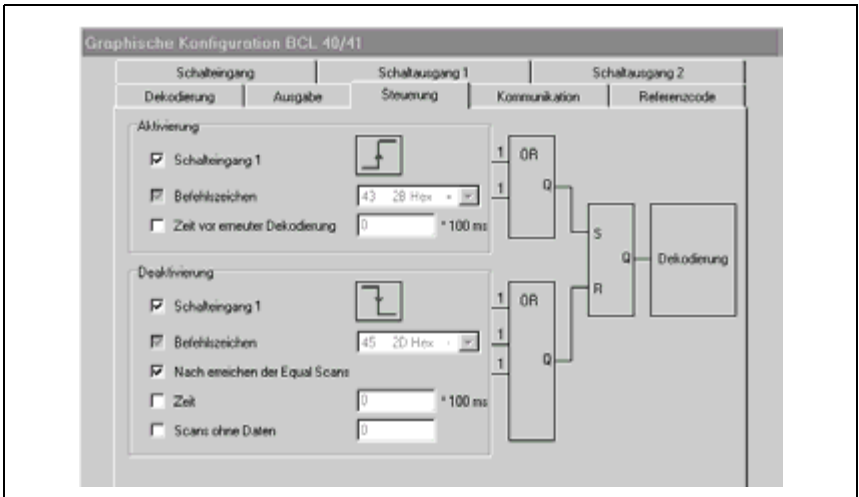 Graphische Konfiguration BCL 40/41
Schalteingang Schaltausgang 1 Schaltausgang 2
Dekodierung Ausgabe Steuerung Kommunikation Referenzcode
Aktivierung
Schalteingang 1
Befehlszeichen 43 2B Hex +
Zeit vor erneuter Dekodierung 0 * 100 ms
1 OR
1 Q
S
Q Dekodierung
R
Deaktivierung
Schalteingang 1
Befehlszeichen 45 2D Hex -
Nach erreichen der Equal Scans
Zeit 0 * 100 ms
Scans ohne Daten 0
1 OR
1
1 Q